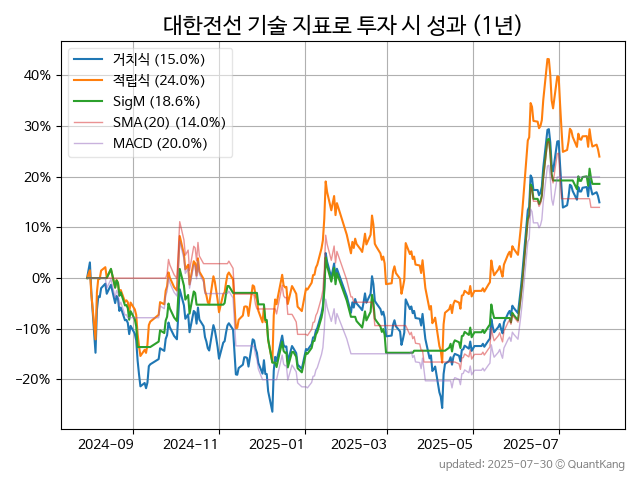 대한전선 기술 지표로 투자 시 성과 (1년)
거치식 (15.0%)
적립식 (24.0%)
SigM (18.6%)
SMA(20) (14.0%)
MACD (20.0%)
40%
30%
20%
10%
0%
−10%
−20%
2024-09 2024-11 2025-01 2025-03 2025-05 2025-07
updated: 2025-07-30 © QuantKang